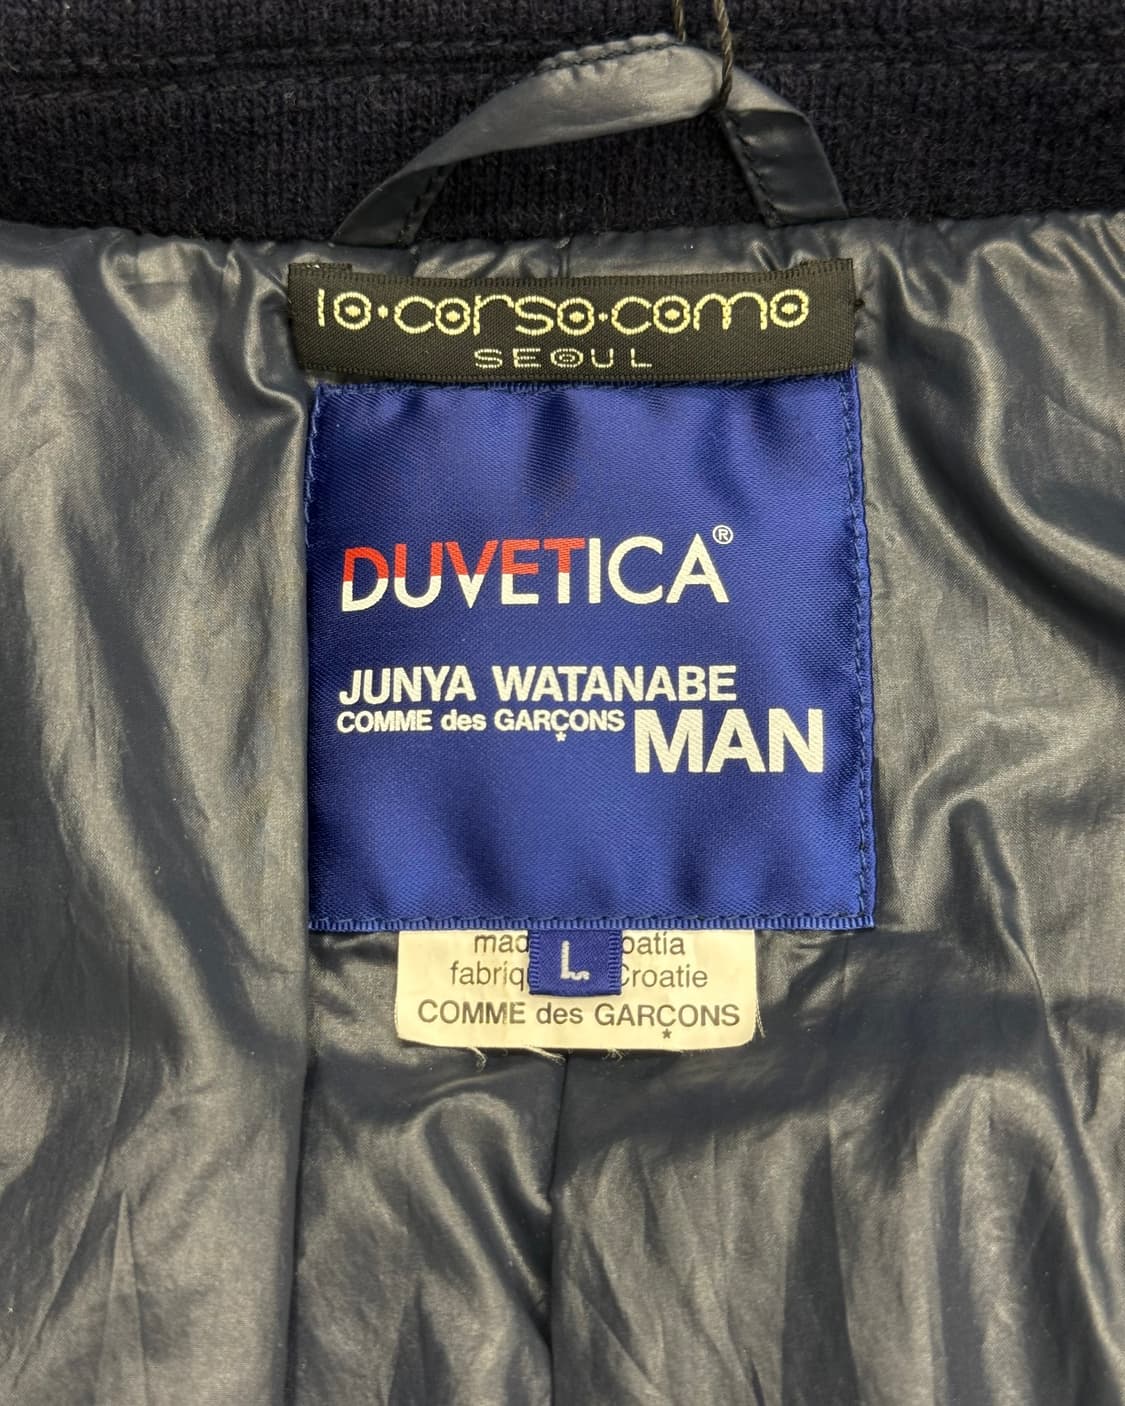 10·corso·como
SEOUL
DUVETICA®
JUNYA WATANABE
COMME des GARÇONS MAN
L
COMME des GARÇONS